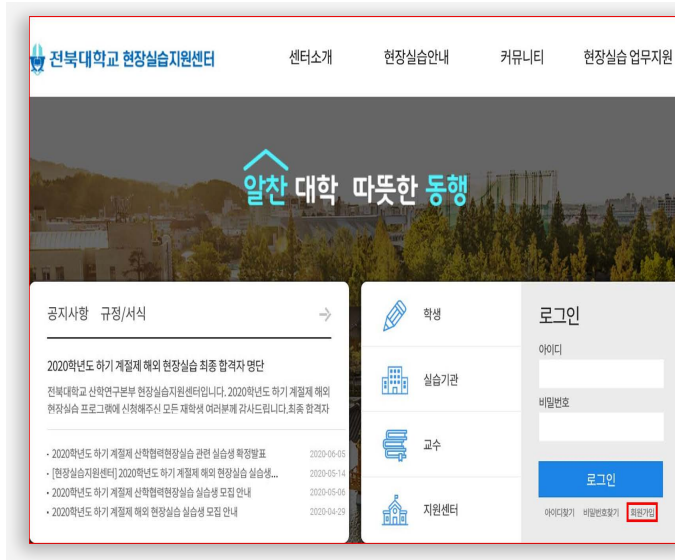 전북대학교 현장실습지원센터
센터소개 현장실습안내 커뮤니티 현장실습 업무지원
알찬 대학 따뜻한 동행
공지사항 규정/서식
2020학년도 하기 계절제 해외 현장실습 최종 합격자 명단
전북대학교 산학연구본부 현장실습지원센터입니다. 2020학년도 하기 계절제 해외
현장실습 프로그램에 신청해주신 모든 재학생 여러분께 감사드립니다.최종 합격자
· 2020학년도 하기 계절제 산학협력현장실습 관련 실습생 확정발표 2020-06-05
· [현장실습지원센터] 2020학년도 하기 계절제 해외 현장실습 실습생... 2020-05-14
· 2020학년도 하기 계절제 산학협력현장실습 실습생 모집 안내 2020-05-06
· 2020학년도 하기 계절제 해외 현장실습 실습생 모집 안내 2020-04-29
학생
실습기관
교수
지원센터
로그인
아이디
비밀번호
로그인
아이디찾기 비밀번호찾기 회원가입